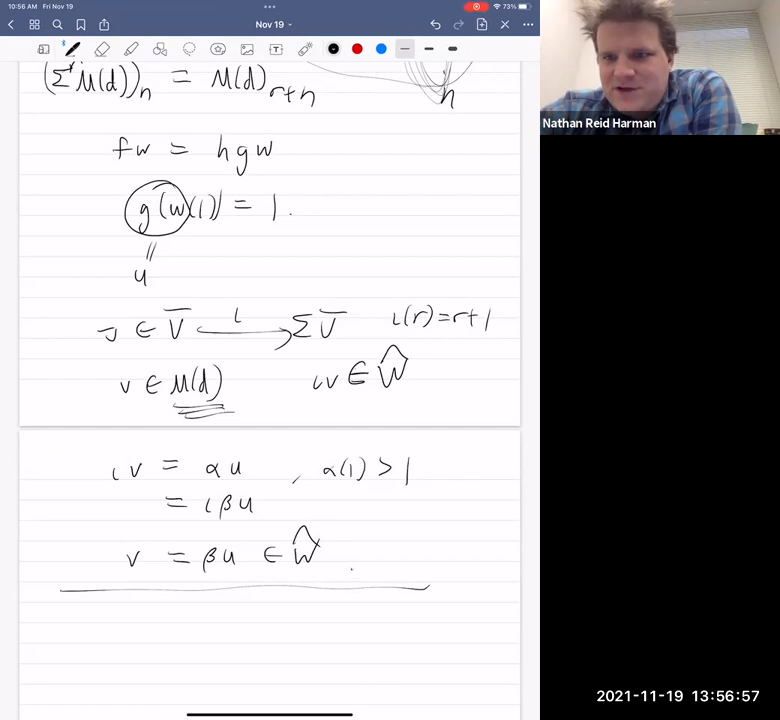 10:56 AM Fri Nov 19
73%
Nov 19
(Σ^r M(d))_n = M(d)_{r+n}
n
fw = hgw
g(w(1)) = 1.
||
u
v ∈ V̅ —ι→ ΣV̅ ι(r)=r+1
v ∈ M(d) ιv ∈ Ŵ
ιv = αu , α(1) > 1
= ιβu
v = βu ∈ Ŵ .
Nathan Reid Harman
2021-11-19 13:56:57